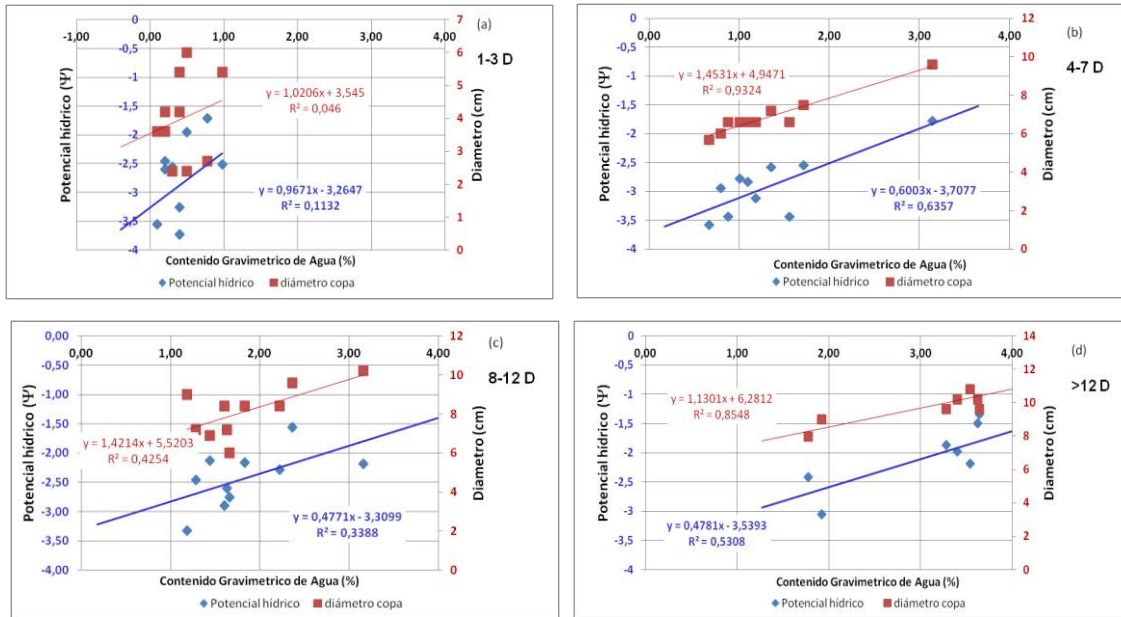 (a)
1-3 D
-1,00 0,00 1,00 2,00 3,00 4,00
0
-0,5
-1
-1,5
-2
-2,5
-3
-3,5
-4
7
6
5
4
3
2
1
0
Potencial hídrico (Ψ)
Diametro (cm)
y = 1,0206x + 3,545
R² = 0,046
y = 0,9671x - 3,2647
R² = 0,1132
Contenido Gravimetrico de Agua (%)
Potencial hídrico diámetro copa
(b)
4-7 D
0,00 1,00 2,00 3,00 4,00
0
-0,5
-1
-1,5
-2
-2,5
-3
-3,5
-4
12
10
8
6
4
2
0
Potencial hídrico (Ψ)
Diametro (cm)
y = 1,4531x + 4,9471
R² = 0,9324
y = 0,6003x - 3,7077
R² = 0,6357
Contenido Gravimetrico de Agua (%)
Potencial hídrico diámetro copa
(c)
8-12 D
0,00 1,00 2,00 3,00 4,00
0,00
-0,50
-1,00
-1,50
-2,00
-2,50
-3,00
-3,50
-4,00
12
10
8
6
4
2
0
Potencial hídrico (Ψ)
Diametro (cm)
y = 1,4214x + 5,5203
R² = 0,4254
y = 0,4771x - 3,3099
R² = 0,3388
Contenido Gravimetrico de Agua (%)
Potencial hídrico diámetro copa
(d)
>12 D
0,00 1,00 2,00 3,00 4,00
0
-0,5
-1
-1,5
-2
-2,5
-3
-3,5
-4
14
12
10
8
6
4
2
0
Potencial hídrico (Ψ)
Diametro (cm)
y = 1,1301x + 6,2812
R² = 0,8548
y = 0,4781x - 3,5393
R² = 0,5308
Contenido Gravimetrico de Agua (%)
Potencial hídrico diámetro copa